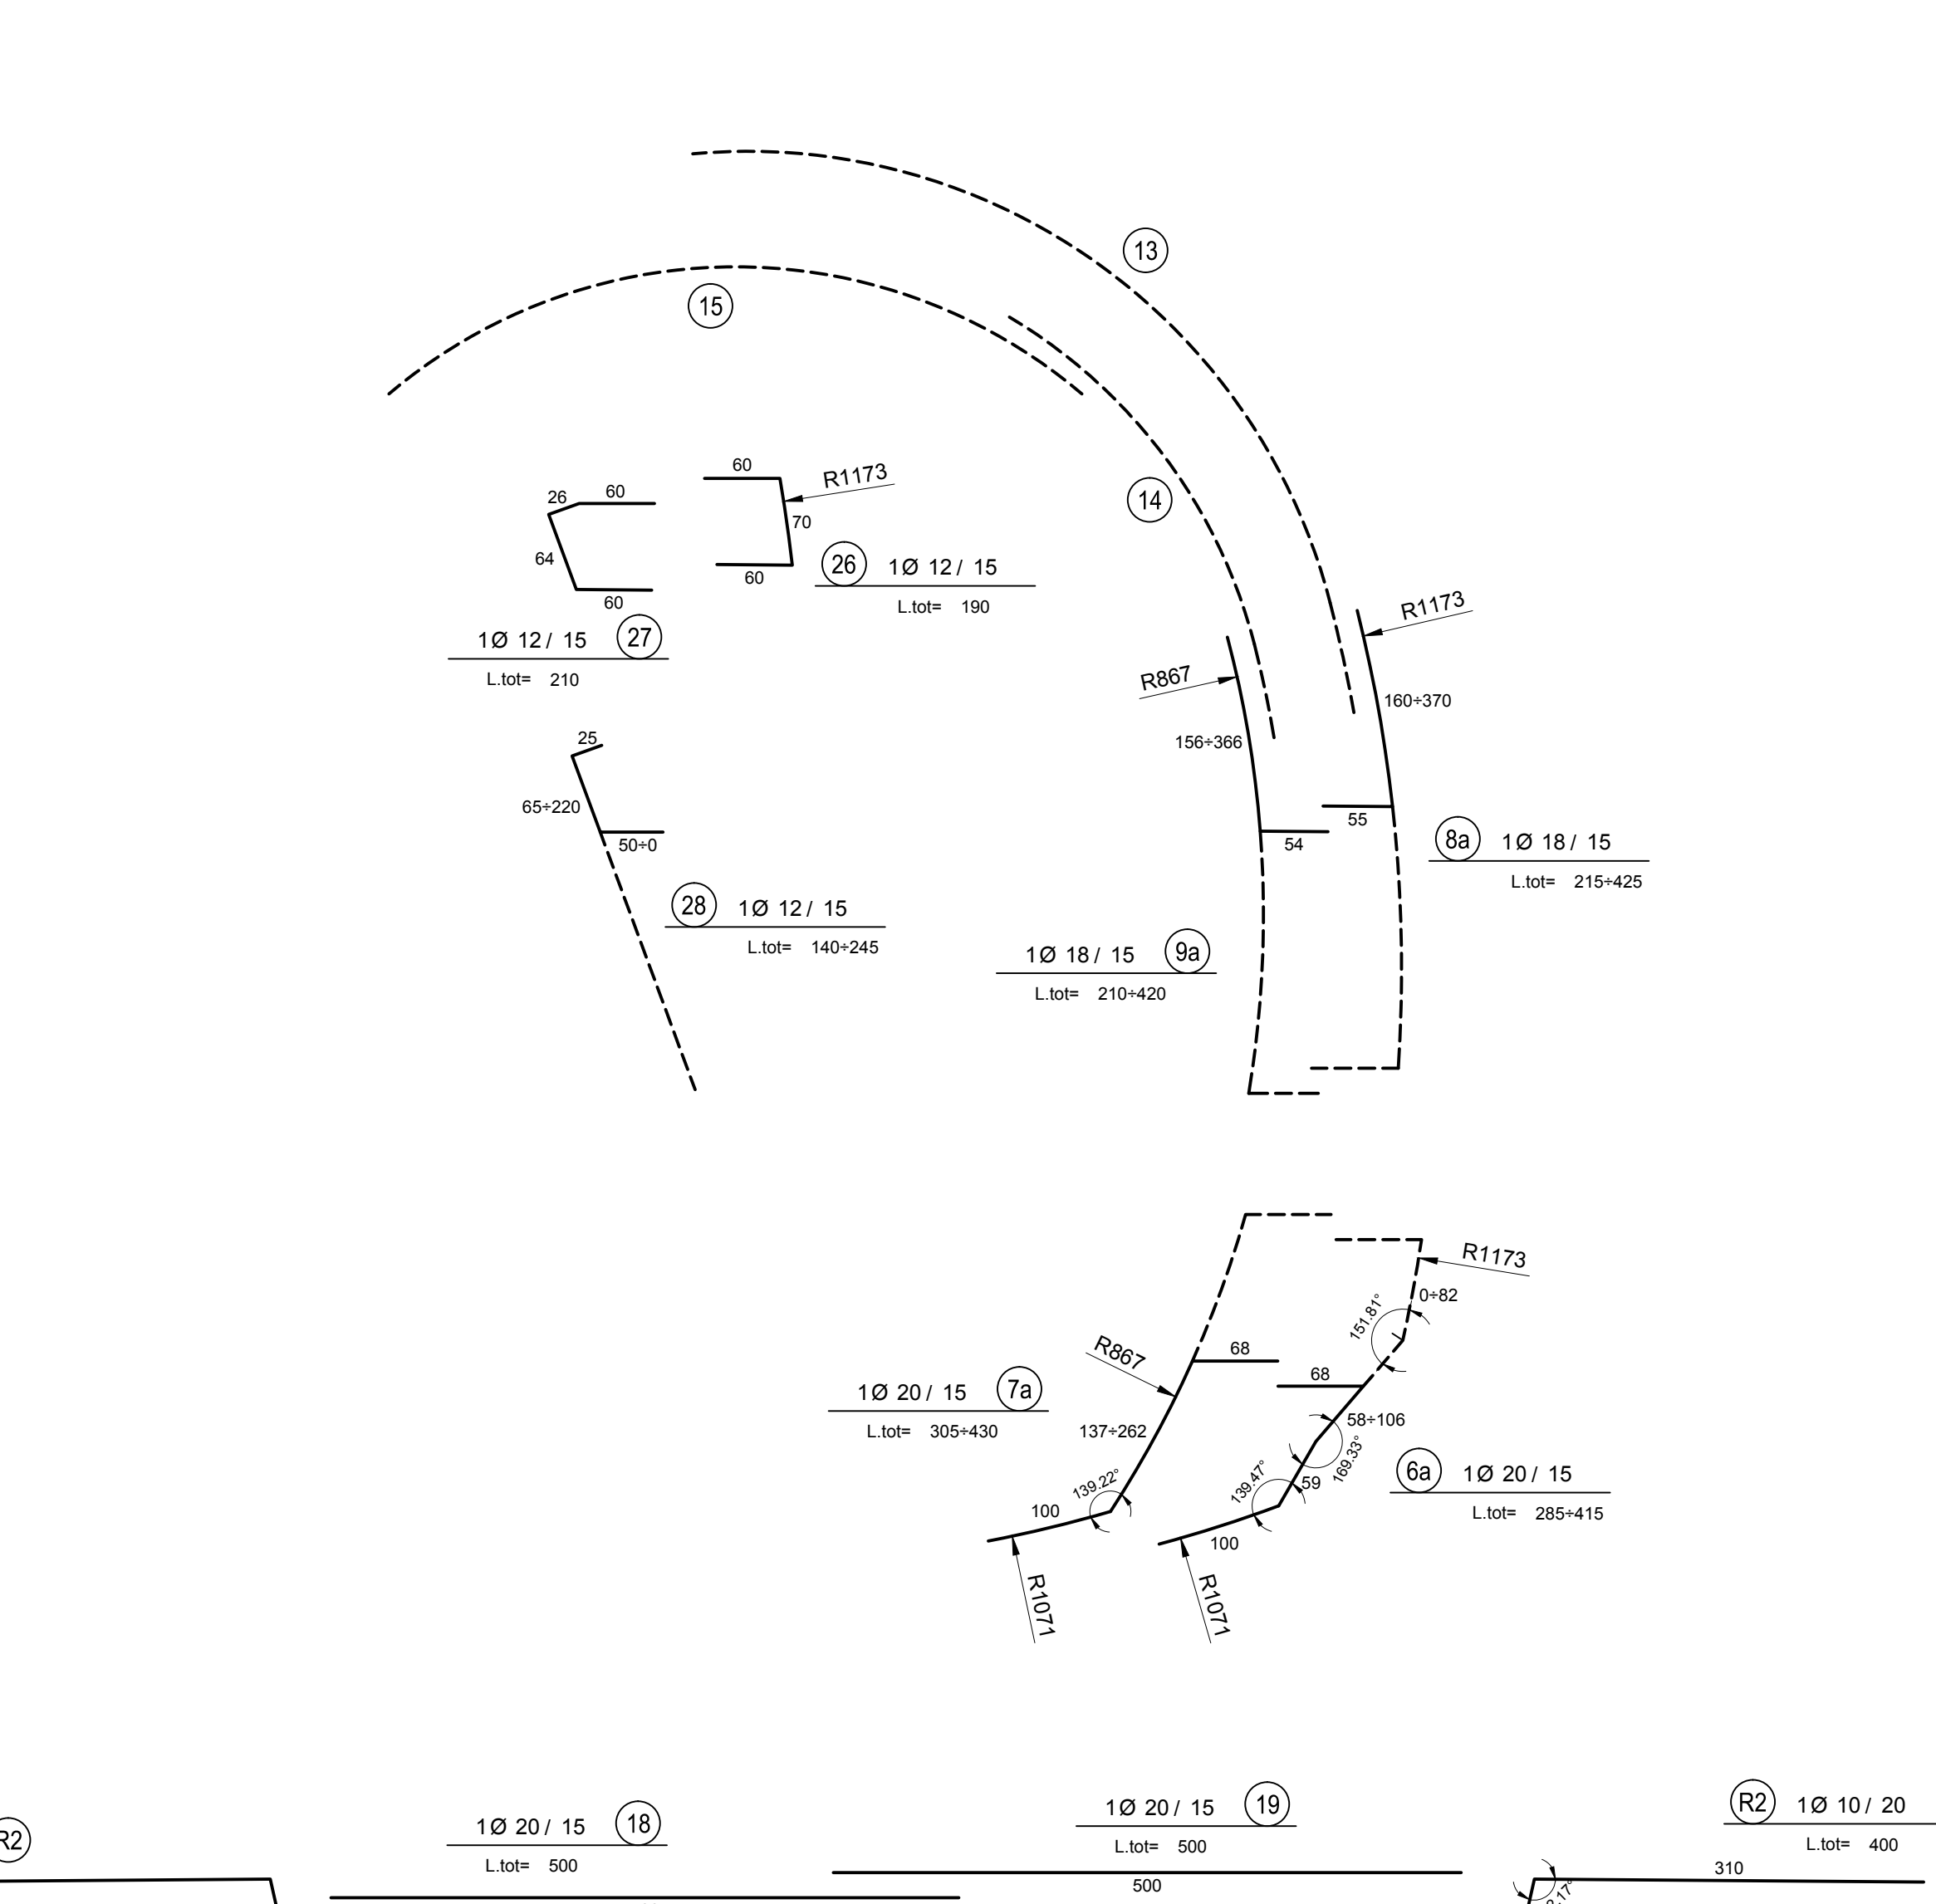 13
15
60
R1173
26
60
14
70
64
60
26
1Ø 12/ 15
L.tot= 190
60
1Ø 12/ 15
27
L.tot= 210
R1173
R867
160÷370
156÷366
25
65÷220
50÷0
55
54
8a
1Ø 18/ 15
L.tot= 215÷425
28
1Ø 12/ 15
L.tot= 140÷245
1Ø 18/ 15
9a
L.tot= 210÷420
R1173
0÷82
151.81°
R867
68
68
1Ø 20/ 15
7a
L.tot= 305÷430
137÷262
58÷106
169.33°
139.22°
139.47°
59
6a
1Ø 20/ 15
L.tot= 285÷415
100
100
R1071
R1071
R2
1Ø 20/ 15
18
L.tot= 500
1Ø 20/ 15
19
L.tot= 500
500
R2
1Ø 10/20
L.tot= 400
310